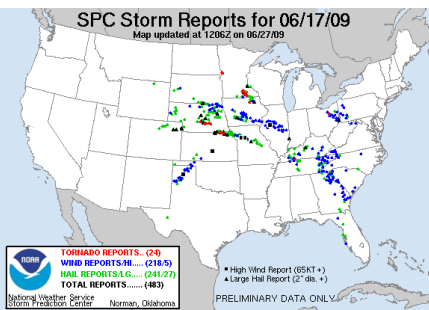 SPC Storm Reports for 06/17/09
Map updated at 1206Z on 06/27/09
TORNADO REPORTS.. (24)
WIND REPORTS/HI..... (218/5)
HAIL REPORTS/LG..... (241/27)
TOTAL REPORTS....... (483)
NOAA
National Weather Service
Storm Prediction Center Norman, Oklahoma
High Wind Report (65KT +)
Large Hail Report (2" dia. +)
PRELIMINARY DATA ONLY